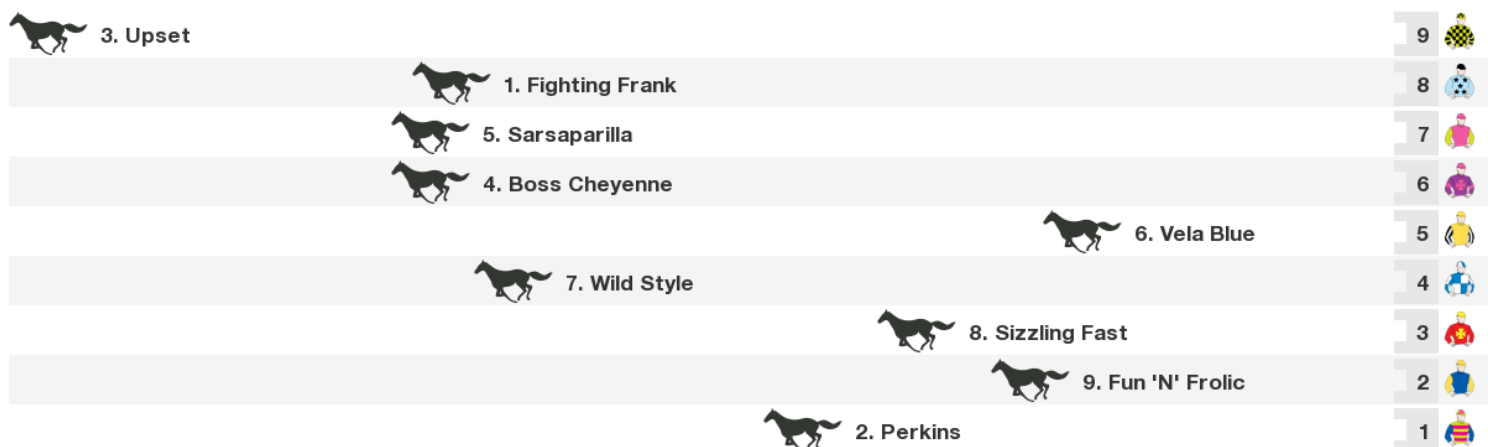 3. Upset 9
1. Fighting Frank 8
5. Sarsaparilla 7
4. Boss Cheyenne 6
6. Vela Blue 5
7. Wild Style 4
8. Sizzling Fast 3
9. Fun 'N' Frolic 2
2. Perkins 1